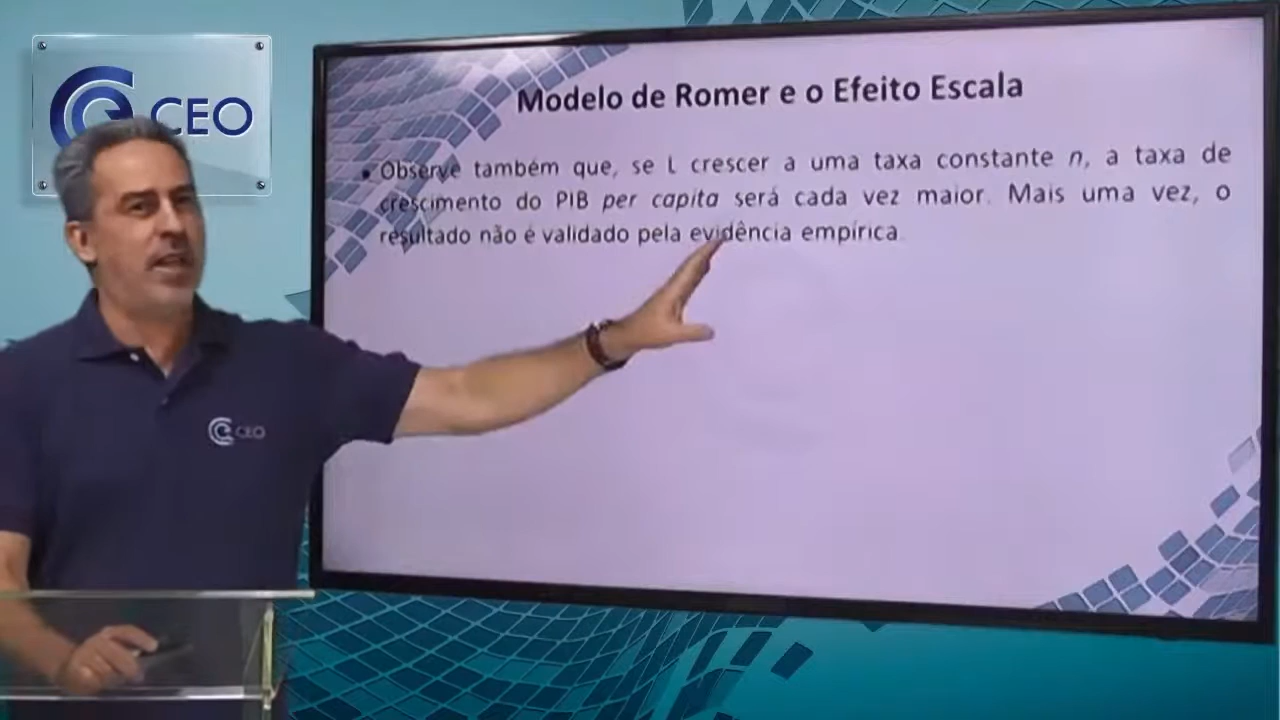 CEO
Modelo de Romer e o Efeito Escala
• Observe também que, se L crescer a uma taxa constante n, a taxa de
crescimento do PIB per capita será cada vez maior. Mais uma vez, o
resultado não é validado pela evidência empírica.
CEO